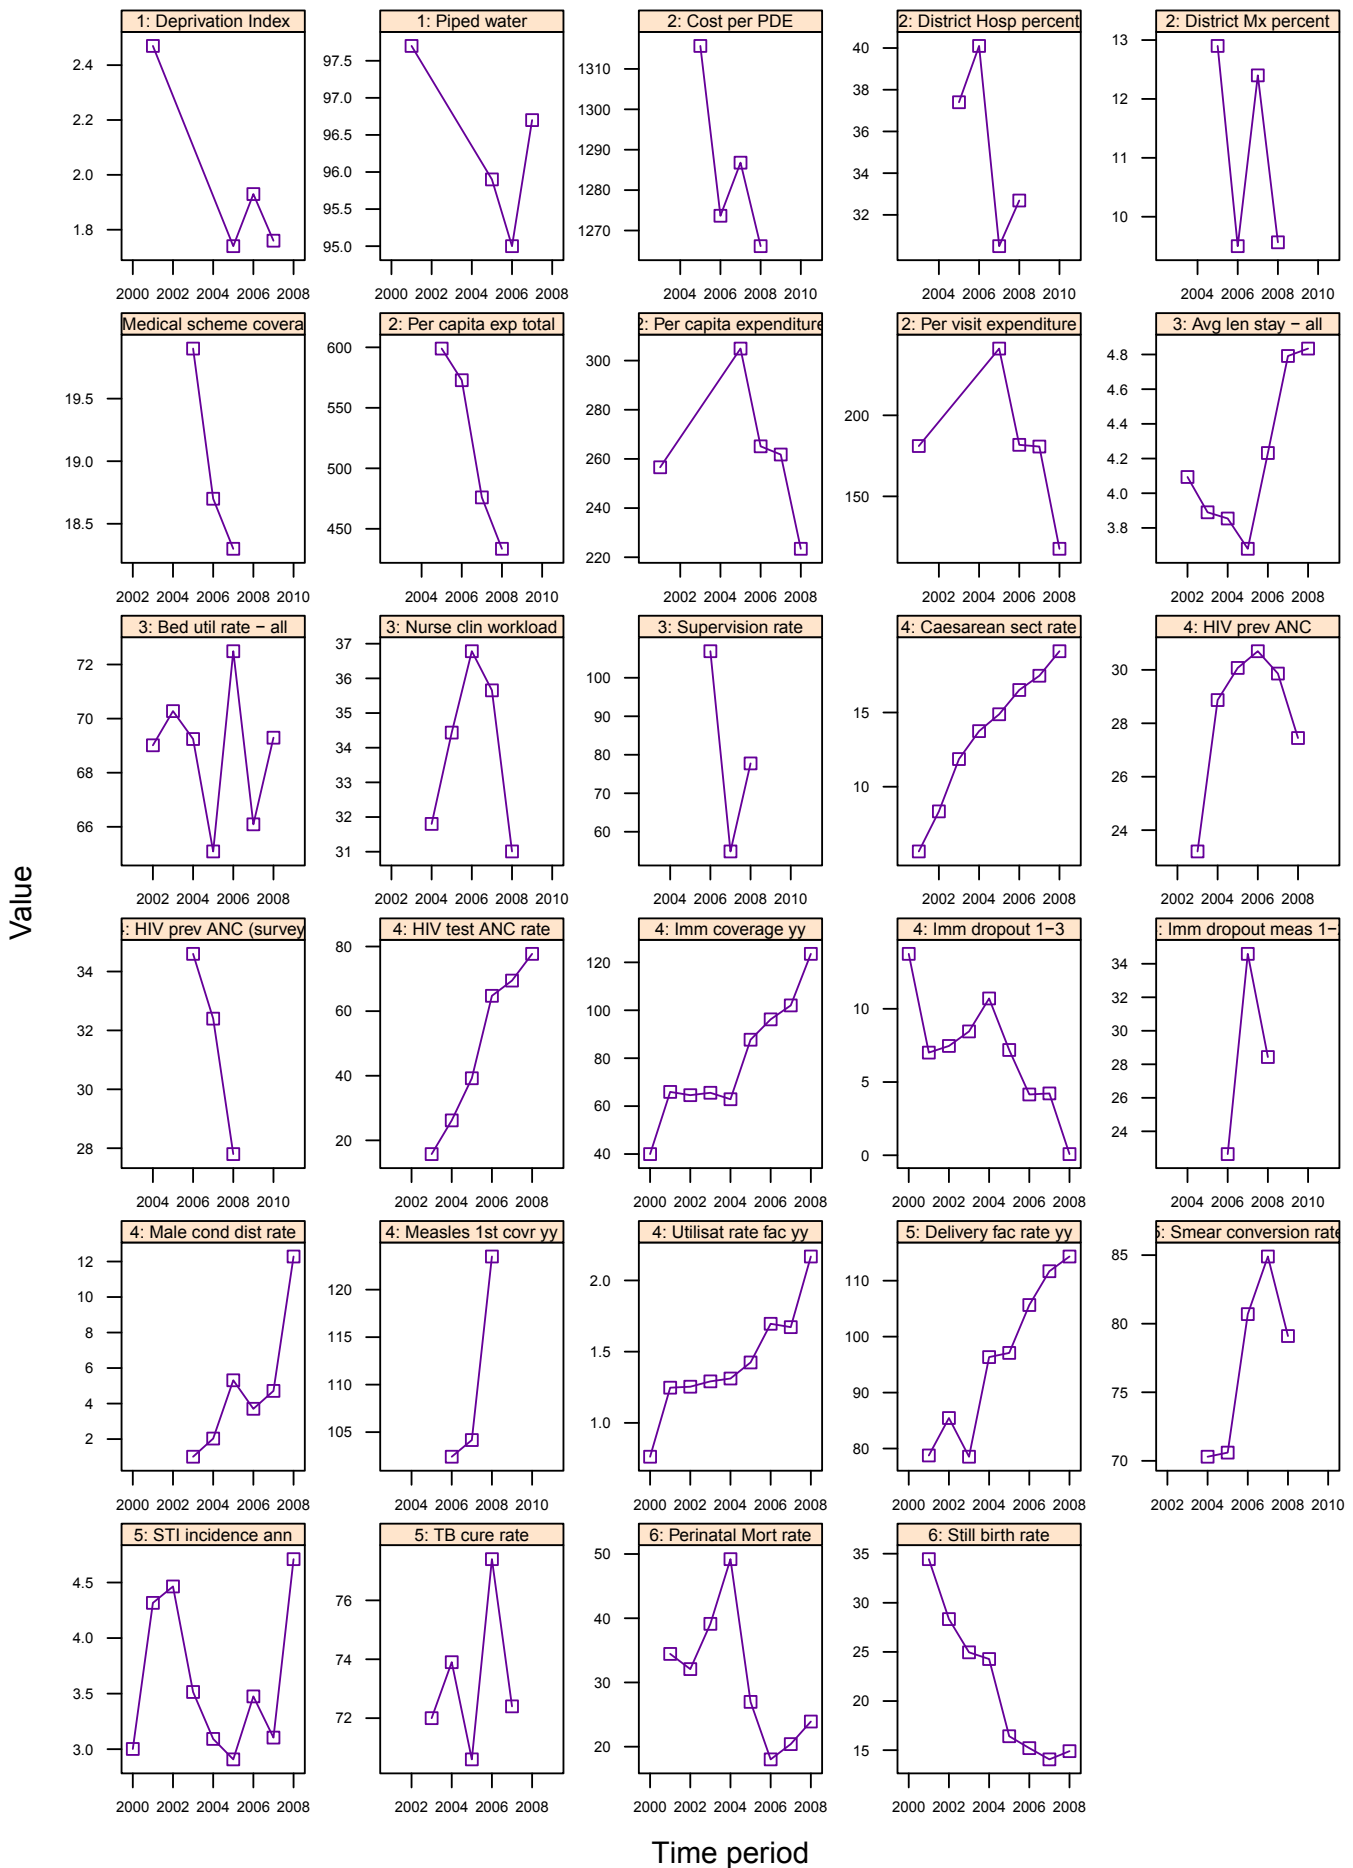 1: Deprivation Index 1: Piped water 2: Cost per PDE 2: District Hosp percent 2: District Mx percent
2.4 97.5 1310 40 13
97.0 1300 38
2.2 96.5 1290 36 12
2.0 96.0 1280 34 11
95.5 1270 32
1.8 95.0 10
2000 2002 2004 2006 2008 2000 2002 2004 2006 2008 2004 2006 2008 2010 2004 2006 2008 2010 2004 2006 2008 2010
Medical scheme covera 2: Per capita exp total 2: Per capita expenditure 2: Per visit expenditure 3: Avg len stay − all
600 300 4.8
19.5 280 200 4.6
550 4.4
19.0 260 4.2
500 240 150 4.0
18.5 450 220 3.8
2002 2004 2006 2008 2010 2004 2006 2008 2010 2002 2004 2006 2008 2002 2004 2006 2008 2002 2004 2006 2008
3: Bed util rate − all 3: Nurse clin workload 3: Supervision rate 4: Caesarean sect rate 4: HIV prev ANC
72 37 100 30
36 90 15
70 35 80 28
34
68 33 70 10 26
66 32 60 24
31
2002 2004 2006 2008 2002 2004 2006 2008 2004 2006 2008 2010 2000 2002 2004 2006 2008 2002 2004 2006 2008
Value
4: HIV prev ANC (survey 4: HIV test ANC rate 4: Imm coverage yy 4: Imm dropout 1−3 : Imm dropout meas 1−
34 80 120 34
100 10 32
32 60 30
80 28
30 40 60 5 26
28 20 40 0 24
2004 2006 2008 2010 2002 2004 2006 2008 2000 2002 2004 2006 2008 2000 2002 2004 2006 2008 2004 2006 2008 2010
4: Male cond dist rate 4: Measles 1st covr yy 4: Utilisat rate fac yy 5: Delivery fac rate yy 5: Smear conversion rate
12 120 2.0 110 85
10 115
8 1.5 100 80
6 110 90 75
4 105 1.0
2 80 70
2000 2002 2004 2006 2008 2004 2006 2008 2010 2000 2002 2004 2006 2008 2000 2002 2004 2006 2008 2002 2004 2006 2008 2010
5: STI incidence ann 5: TB cure rate 6: Perinatal Mort rate 6: Still birth rate
4.5 76 50 35
4.0 40 30
74 25
3.5 30 20
3.0 72 20 15
2000 2002 2004 2006 2008 2002 2004 2006 2008 2000 2002 2004 2006 2008 2000 2002 2004 2006 2008
Time period